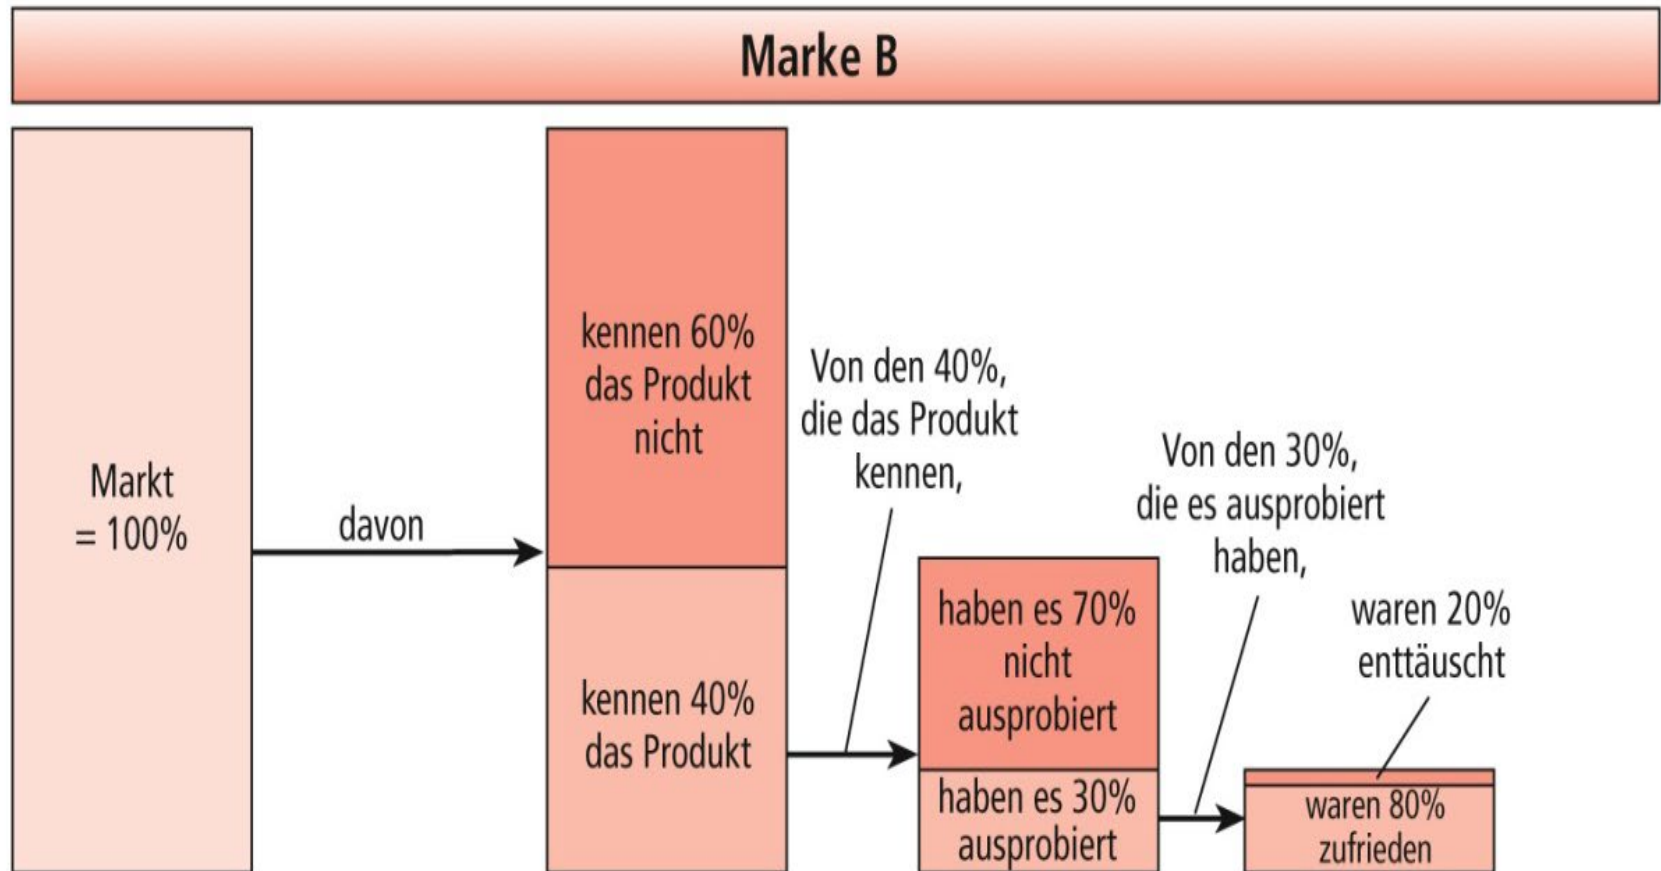 Marke B
Markt
= 100%
davon
kennen 60%
das Produkt
nicht
kennen 40%
das Produkt
Von den 40%,
die das Produkt
kennen,
haben es 70%
nicht
ausprobiert
haben es 30%
ausprobiert
Von den 30%,
die es ausprobiert
haben,
waren 20%
enttäuscht
waren 80%
zufrieden